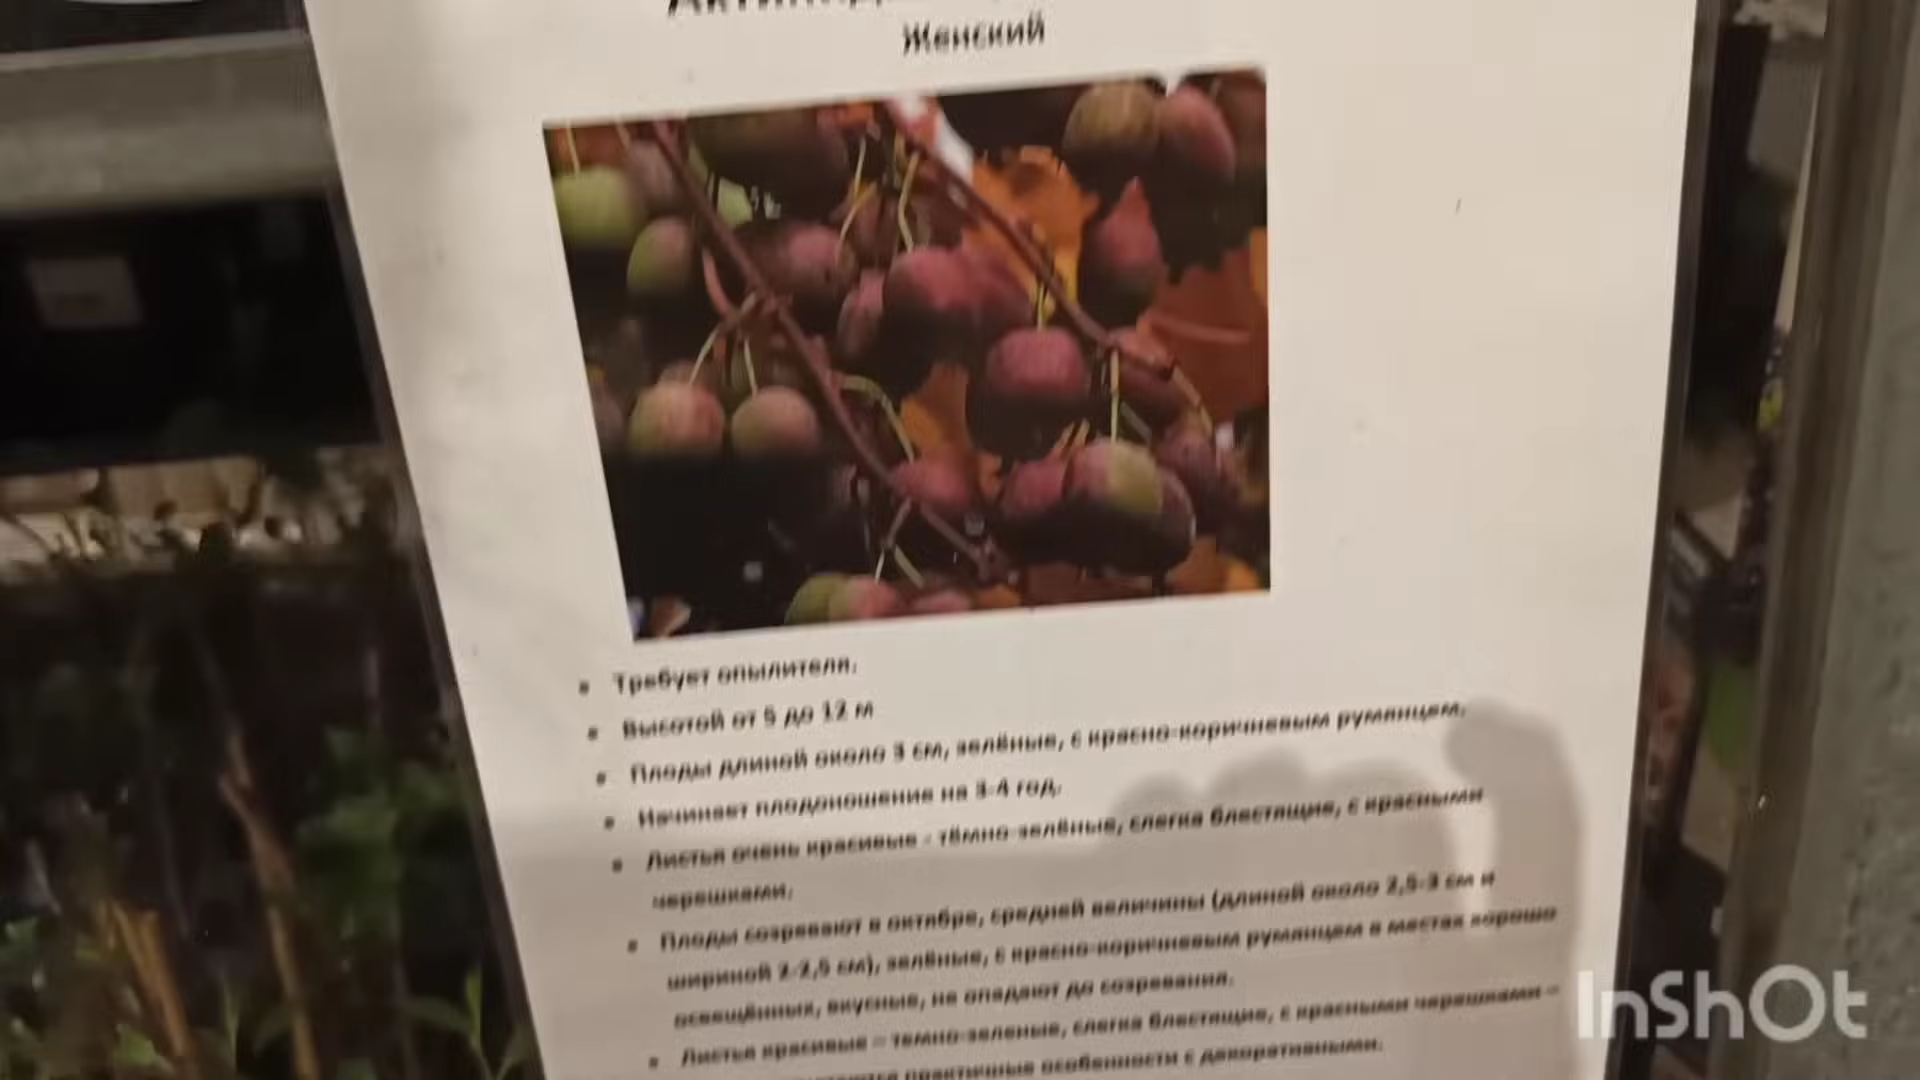 Женский
• Требует опылителя.
• Высотой от 5 до 12 м
• Плоды длиной около 3 см, зелёные, с красно-коричневым румянцем.
• Начинает плодоношение на 3-4 год.
• Листья очень красивые - тёмно-зелёные, слегка блестящие, с красными
черешками.
• Плоды созревают в октябре, средней величины (длиной около 2,5-3 см и
шириной 2-2,5 см), зелёные, с красно-коричневым румянцем в местах хорошо
освещённых, вкусные, не опадают до созревания.
• Листья красивые – темно-зеленые, слегка блестящие, с красными черешками –
практичные особенности с декоративными.
InShOt